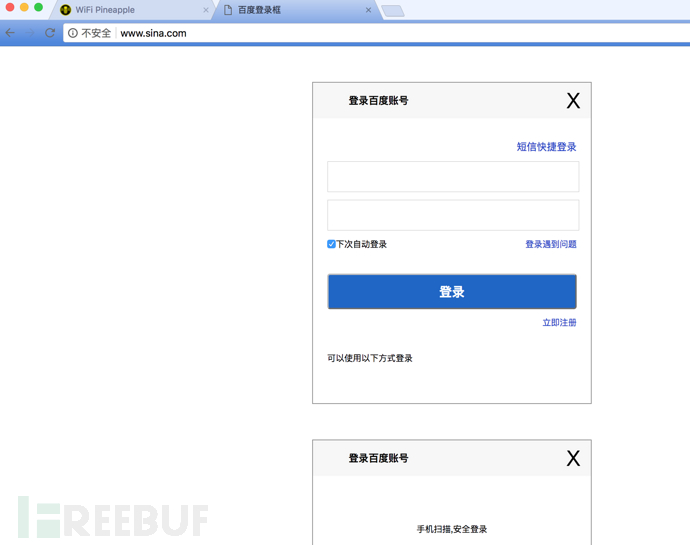 WiFi Pineapple
百度登录框
不安全 www.sina.com
登录百度账号 X
短信快捷登录
下次自动登录 登录遇到问题
登录
立即注册
可以使用以下方式登录
登录百度账号 X
手机扫描,安全登录
REEBUF